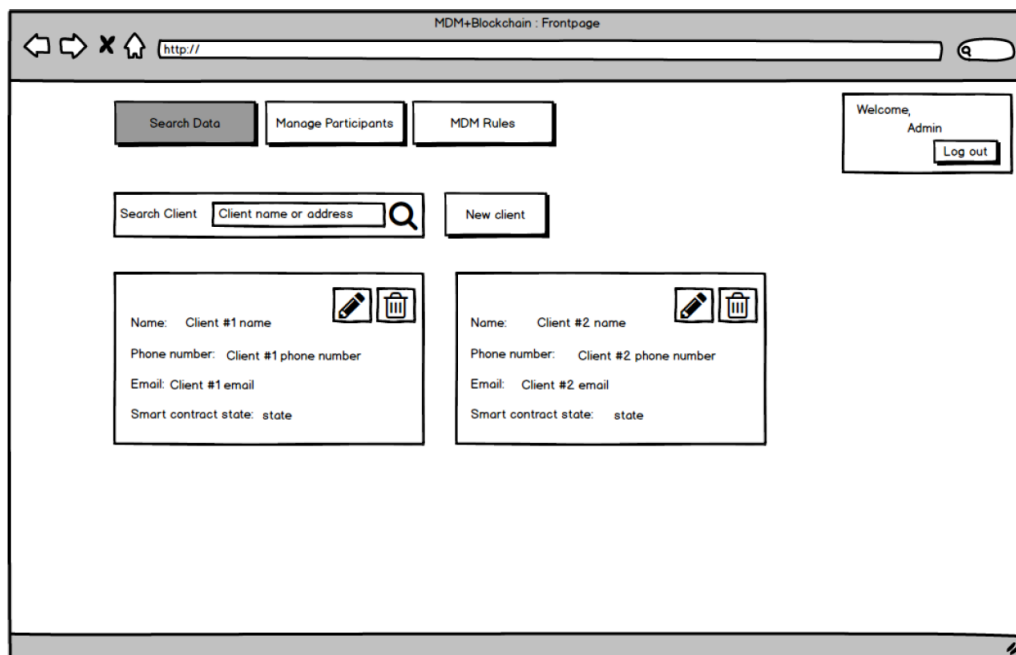 MDM+Blockchain : Frontpage
http://
Search Data
Manage Participants
MDM Rules
Welcome,
Admin
Log out
Search Client
Client name or address
New client
Name: Client #1 name
Phone number: Client #1 phone number
Email: Client #1 email
Smart contract state: state
Name: Client #2 name
Phone number: Client #2 phone number
Email: Client #2 email
Smart contract state: state